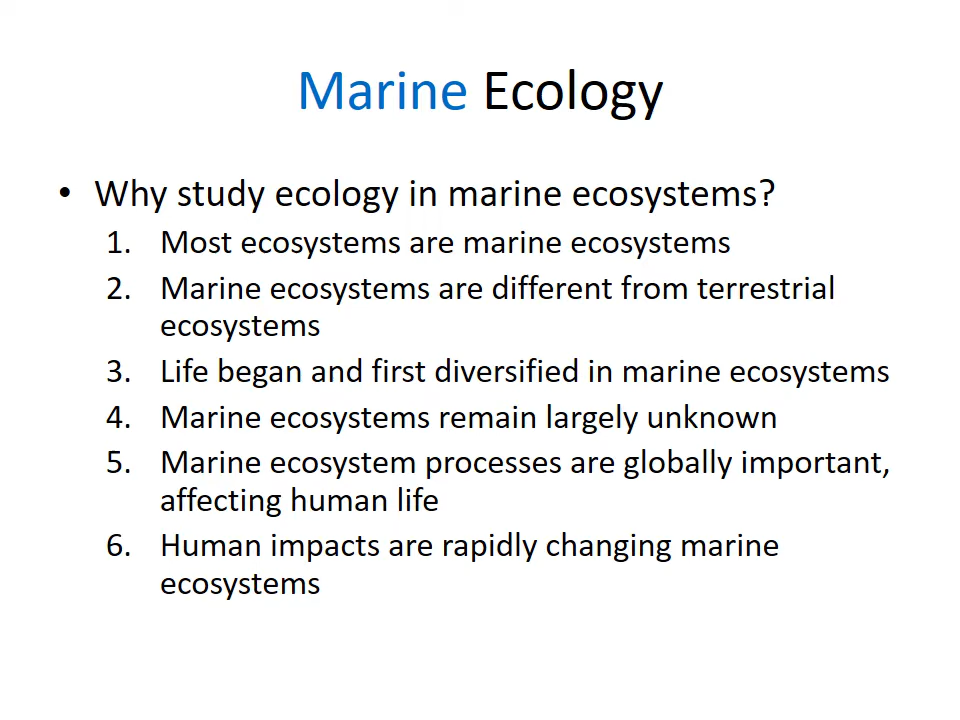 Marine Ecology
• Why study ecology in marine ecosystems?
1. Most ecosystems are marine ecosystems
2. Marine ecosystems are different from terrestrial
ecosystems
3. Life began and first diversified in marine ecosystems
4. Marine ecosystems remain largely unknown
5. Marine ecosystem processes are globally important,
affecting human life
6. Human impacts are rapidly changing marine
ecosystems